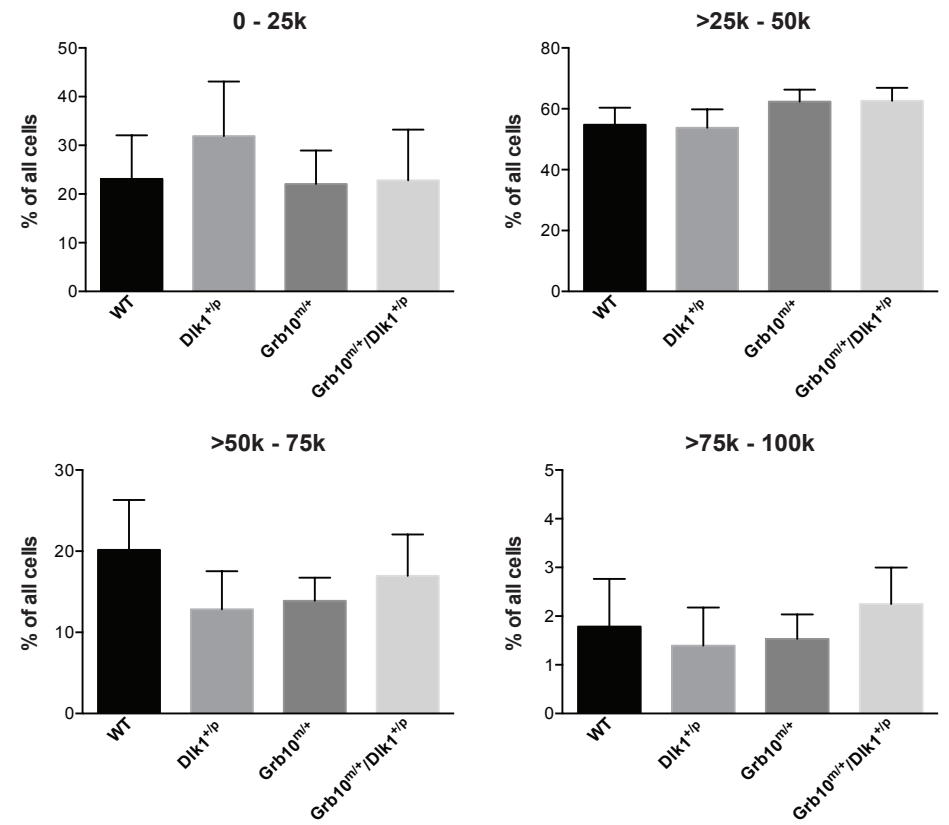 0 - 25k
% of all cells
50
40
30
20
10
0
WT
Dlk1⁺/ᵖ
Grb10ᵐ/⁺
Grb10ᵐ/⁺/Dlk1⁺/ᵖ
>25k - 50k
% of all cells
80
60
40
20
0
WT
Dlk1⁺/ᵖ
Grb10ᵐ/⁺
Grb10ᵐ/⁺/Dlk1⁺/ᵖ
>50k - 75k
% of all cells
30
20
10
0
WT
Dlk1⁺/ᵖ
Grb10ᵐ/⁺
Grb10ᵐ/⁺/Dlk1⁺/ᵖ
>75k - 100k
% of all cells
5
4
3
2
1
0
WT
Dlk1⁺/ᵖ
Grb10ᵐ/⁺
Grb10ᵐ/⁺/Dlk1⁺/ᵖ